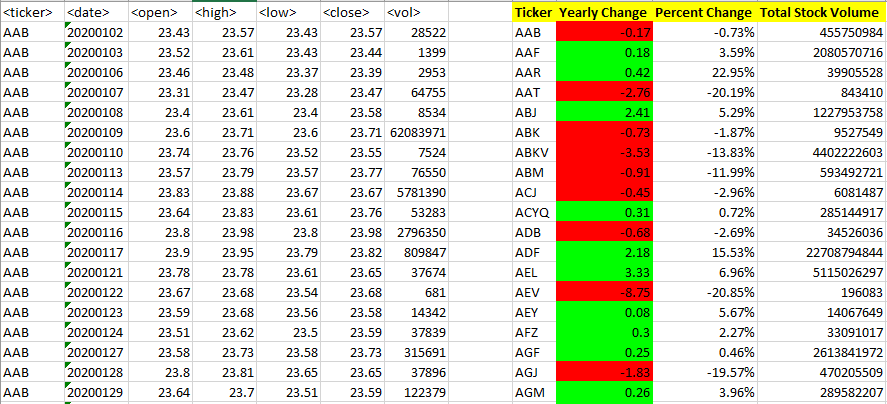 <ticker> <date> <open> <high> <low> <close> <vol> Ticker Yearly Change Percent Change Total Stock Volume
AAB 20200102 23.43 23.57 23.43 23.57 28522 AAB -0.17 -0.73% 455750984
AAB 20200103 23.52 23.61 23.43 23.44 1399 AAF 0.18 3.59% 2080570716
AAB 20200106 23.46 23.48 23.37 23.39 2953 AAR 0.42 22.95% 39905528
AAB 20200107 23.31 23.47 23.28 23.47 64755 AAT -2.76 -20.19% 843410
AAB 20200108 23.4 23.61 23.4 23.58 8534 ABJ 2.41 5.29% 1227953758
AAB 20200109 23.6 23.71 23.6 23.71 62083971 ABK -0.73 -1.87% 9527549
AAB 20200110 23.74 23.76 23.52 23.55 7524 ABKV -3.53 -13.83% 4402222603
AAB 20200113 23.57 23.79 23.57 23.77 76550 ABM -0.91 -11.99% 593492721
AAB 20200114 23.83 23.88 23.67 23.67 5781390 ACJ -0.45 -2.96% 6081487
AAB 20200115 23.64 23.83 23.61 23.76 53283 ACYQ 0.31 0.72% 285144917
AAB 20200116 23.8 23.98 23.8 23.98 2796350 ADB -0.68 -2.69% 34526036
AAB 20200117 23.9 23.95 23.79 23.82 809847 ADF 2.18 15.53% 22708794844
AAB 20200121 23.78 23.78 23.61 23.65 37674 AEL 3.33 6.96% 5115026297
AAB 20200122 23.67 23.68 23.54 23.68 681 AEV -8.75 -20.85% 196083
AAB 20200123 23.59 23.68 23.56 23.58 14342 AEY 0.08 5.67% 14067649
AAB 20200124 23.51 23.62 23.5 23.59 37839 AFZ 0.3 2.27% 33091017
AAB 20200127 23.58 23.73 23.58 23.73 315691 AGF 0.25 0.46% 2613841972
AAB 20200128 23.8 23.81 23.65 23.65 37896 AGJ -1.83 -19.57% 470205509
AAB 20200129 23.64 23.7 23.51 23.59 122379 AGM 0.26 3.96% 289582207